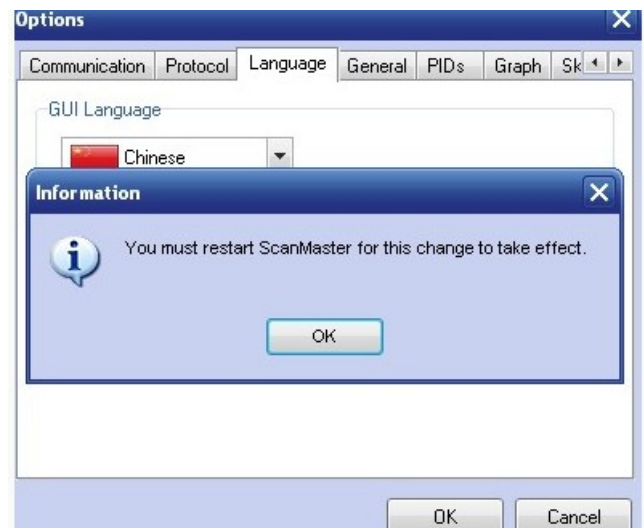 Options
Communication Protocol Language General PIDs Graph
GUI Language
Chinese
Information
You must restart ScanMaster for this change to take effect.
OK
OK Cancel